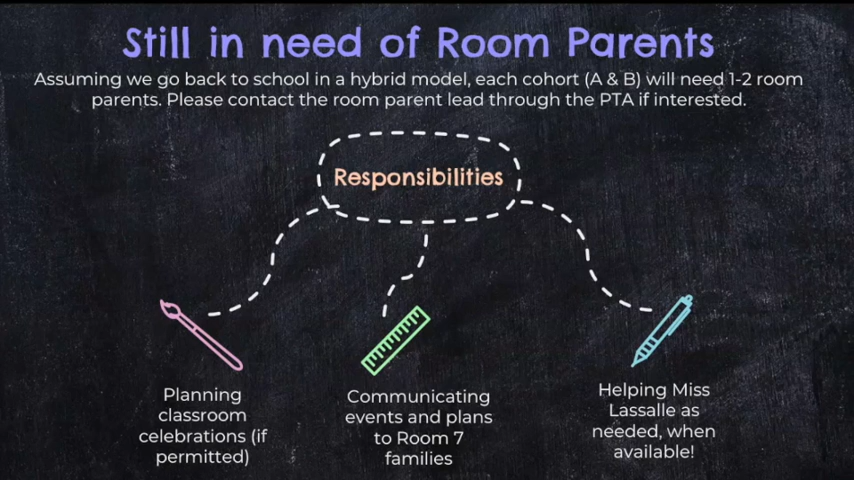 Still in need of Room Parents
Assuming we go back to school in a hybrid model, each cohort (A & B) will need 1-2 room
parents. Please contact the room parent lead through the PTA if interested.
Responsibilities
Planning
classroom
celebrations (if
permitted)
Communicating
events and plans
to Room 7
families
Helping Miss
Lassalle as
needed, when
available!